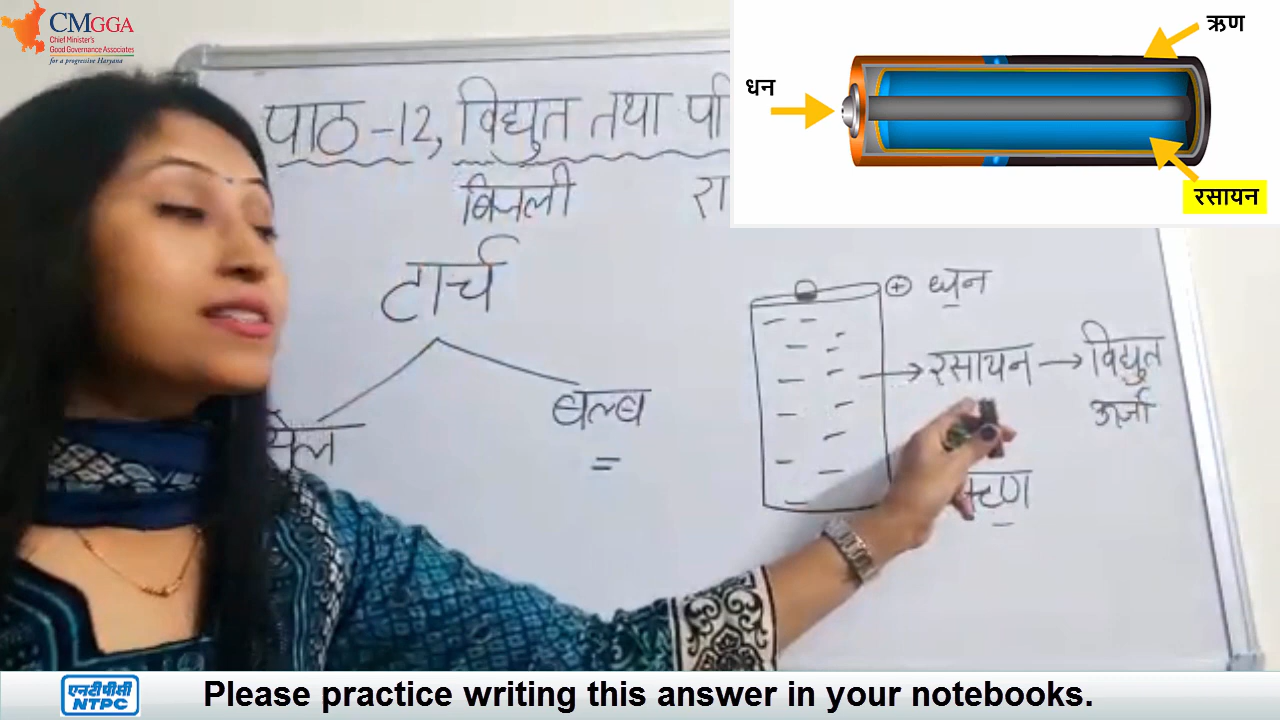 CMGGA
Chief Minister's
Good Governance Associates
for a progressive Haryana
ऋण
धन
रसायन
पाठ-12, विद्युत तथा
बिजली
टार्च
सेल
बल्ब
+ धन
रसायन → विद्युत
ऊर्जा
ऋण
एनटीपीसी
NTPC
Please practice writing this answer in your notebooks.